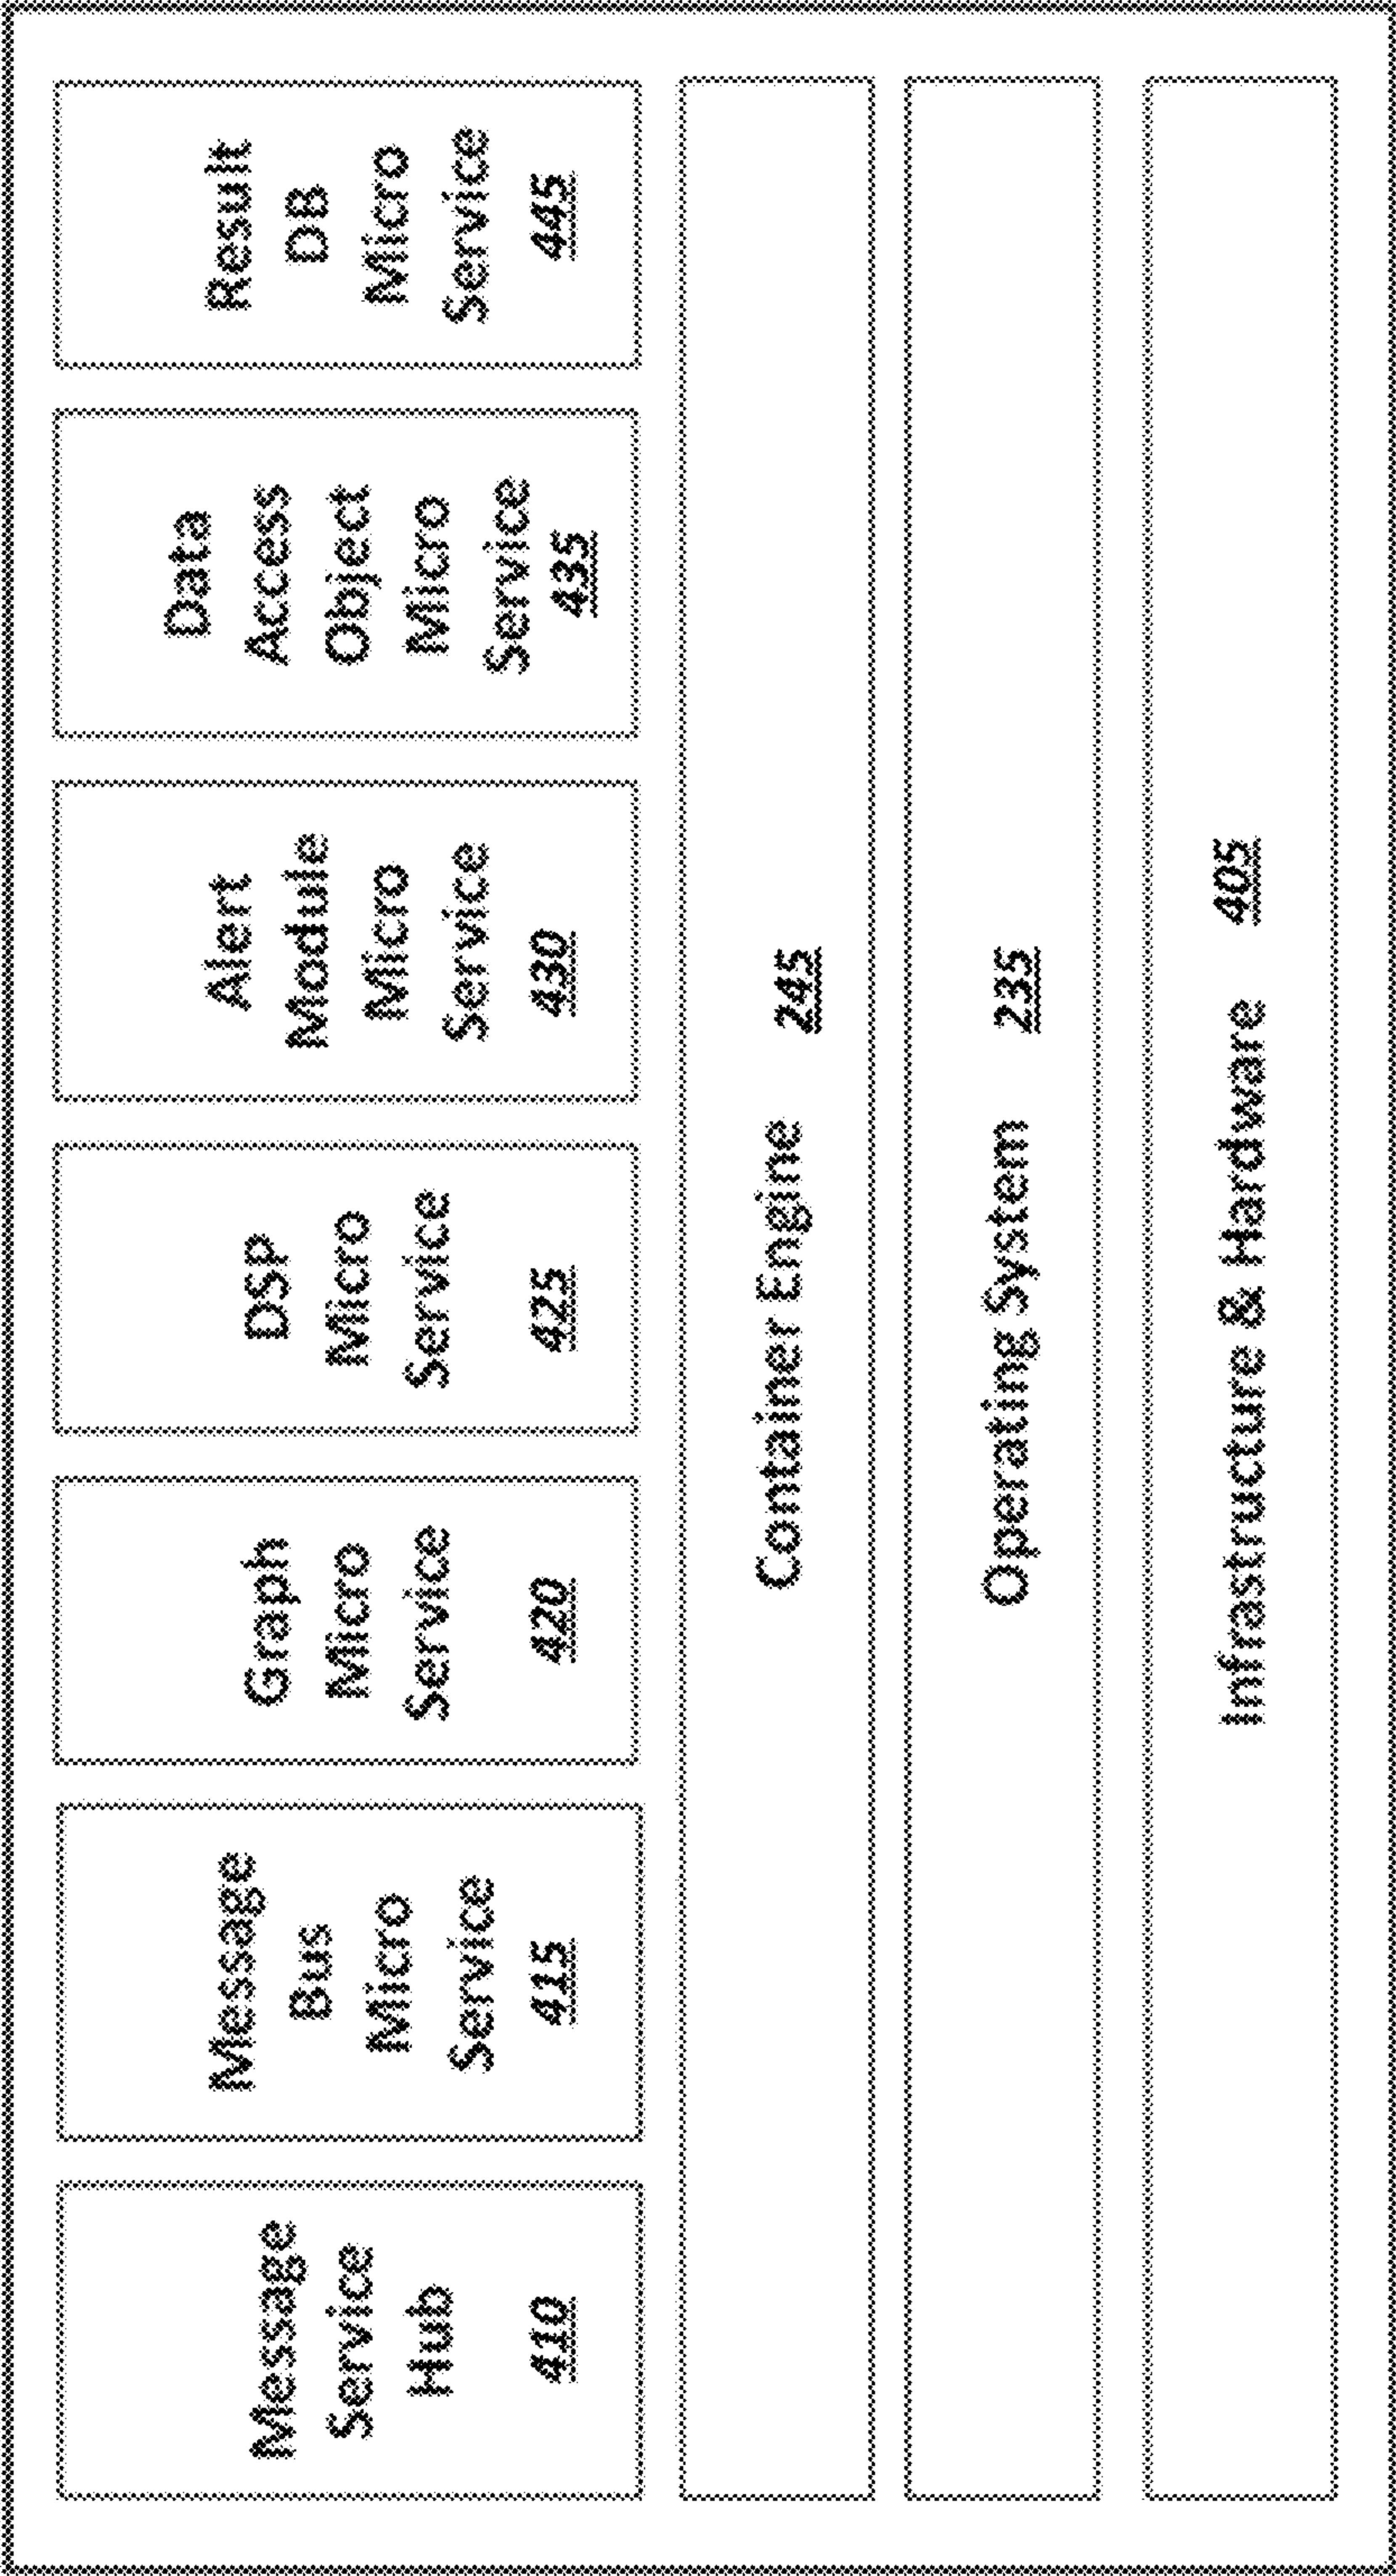 Message
Service
Hub
410
Message
Bus
Micro
Service
415
Graph
Micro
Service
420
DSP
Micro
Service
425
Alert
Module
Micro
Service
430
Data
Access
Object
Micro
Service
435
Result
DB
Micro
Service
445
Container Engine 245
Operating System 235
Infrastructure & Hardware 405